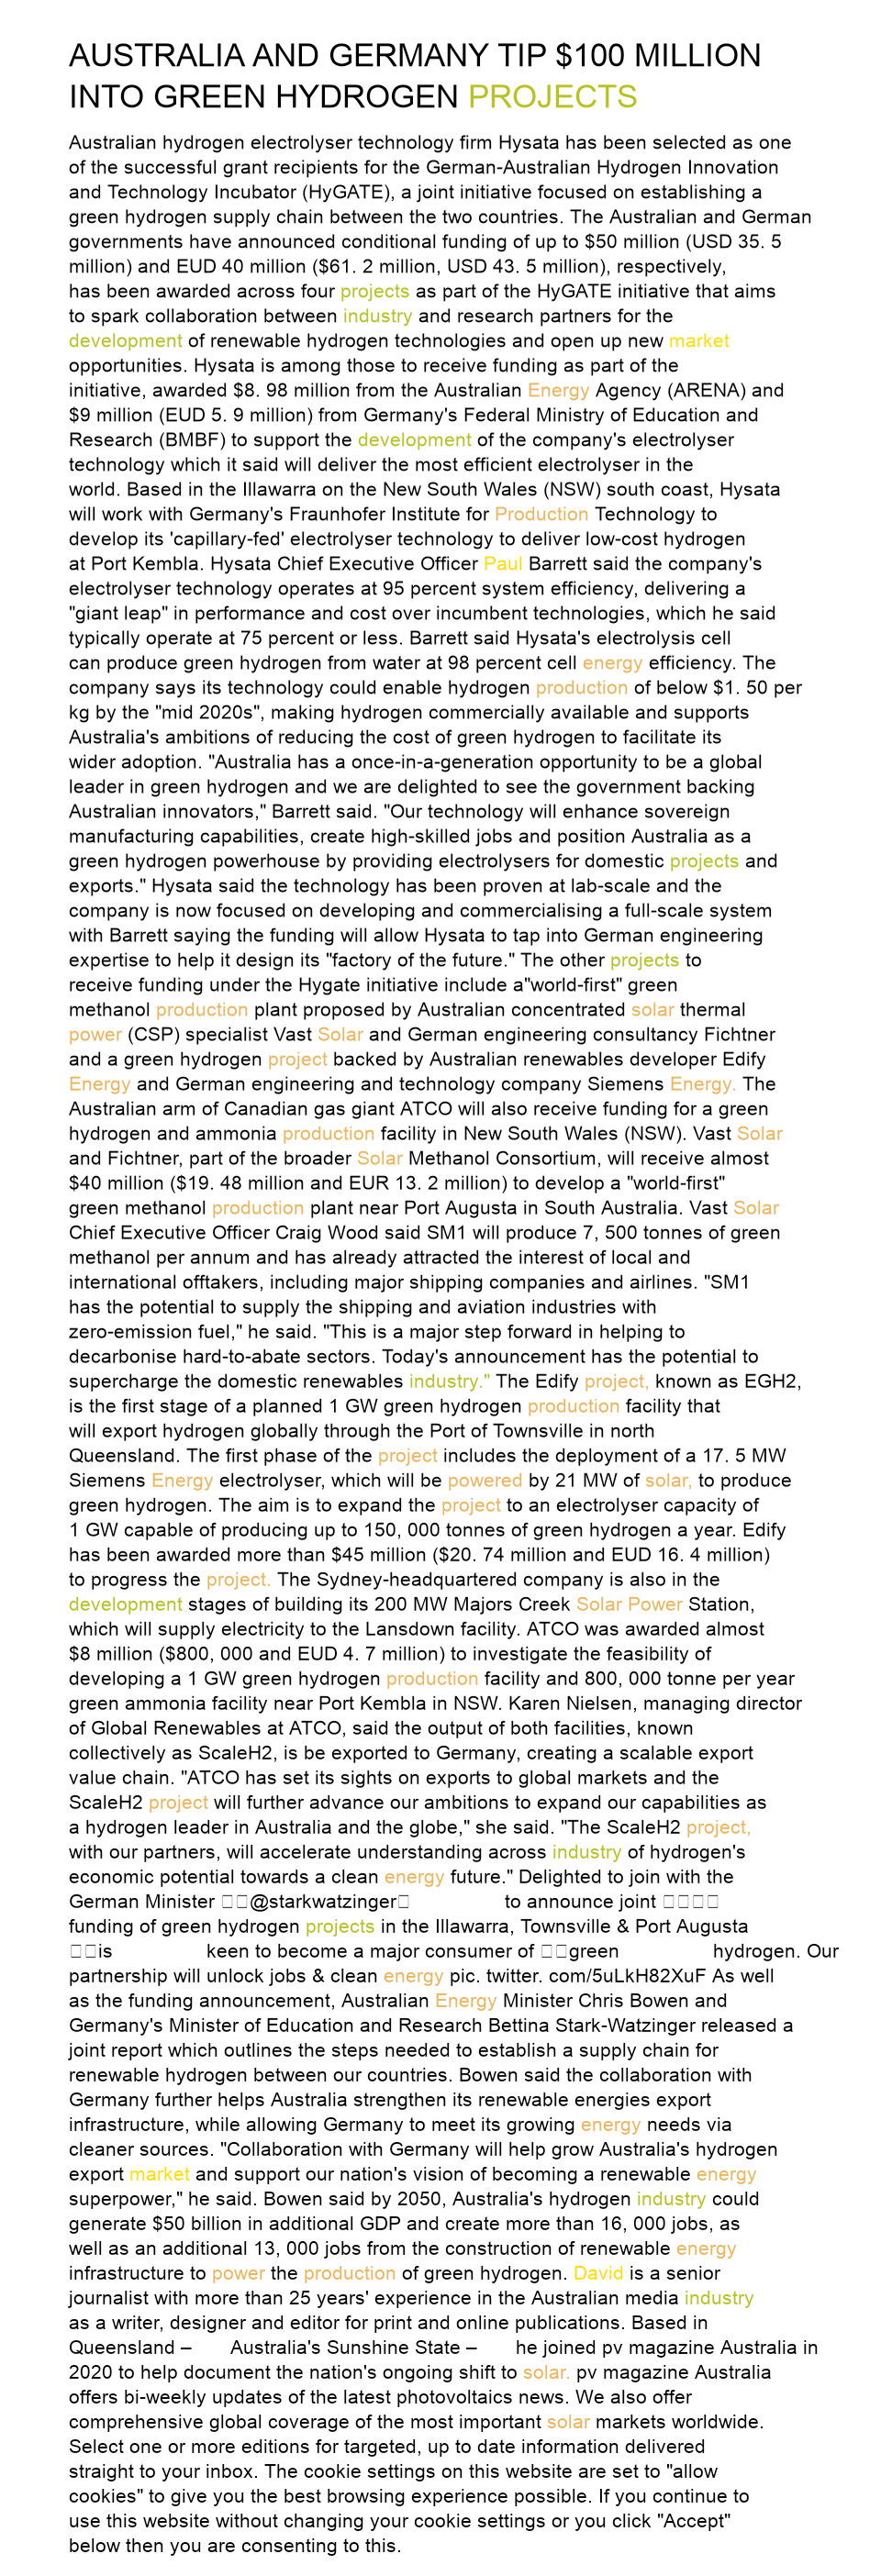 AUSTRALIA AND GERMANY TIP $100 MILLION
INTO GREEN HYDROGEN PROJECTS
Australian hydrogen electrolyser technology firm Hysata has been selected as one
of the successful grant recipients for the German-Australian Hydrogen Innovation
and Technology Incubator (HyGATE), a joint initiative focused on establishing a
green hydrogen supply chain between the two countries. The Australian and German
governments have announced conditional funding of up to $50 million (USD 35. 5
million) and EUD 40 million ($61. 2 million, USD 43. 5 million), respectively,
has been awarded across four projects as part of the HyGATE initiative that aims
to spark collaboration between industry and research partners for the
development of renewable hydrogen technologies and open up new market
opportunities. Hysata is among those to receive funding as part of the
initiative, awarded $8. 98 million from the Australian Energy Agency (ARENA) and
$9 million (EUD 5. 9 million) from Germany's Federal Ministry of Education and
Research (BMBF) to support the development of the company's electrolyser
technology which it said will deliver the most efficient electrolyser in the
world. Based in the Illawarra on the New South Wales (NSW) south coast, Hysata
will work with Germany's Fraunhofer Institute for Production Technology to
develop its 'capillary-fed' electrolyser technology to deliver low-cost hydrogen
at Port Kembla. Hysata Chief Executive Officer Paul Barrett said the company's
electrolyser technology operates at 95 percent system efficiency, delivering a
"giant leap" in performance and cost over incumbent technologies, which he said
typically operate at 75 percent or less. Barrett said Hysata's electrolysis cell
can produce green hydrogen from water at 98 percent cell energy efficiency. The
company says its technology could enable hydrogen production of below $1. 50 per
kg by the "mid 2020s", making hydrogen commercially available and supports
Australia's ambitions of reducing the cost of green hydrogen to facilitate its
wider adoption. "Australia has a once-in-a-generation opportunity to be a global
leader in green hydrogen and we are delighted to see the government backing
Australian innovators," Barrett said. "Our technology will enhance sovereign
manufacturing capabilities, create high-skilled jobs and position Australia as a
green hydrogen powerhouse by providing electrolysers for domestic projects and
exports." Hysata said the technology has been proven at lab-scale and the
company is now focused on developing and commercialising a full-scale system
with Barrett saying the funding will allow Hysata to tap into German engineering
expertise to help it design its "factory of the future." The other projects to
receive funding under the Hygate initiative include a"world-first" green
methanol production plant proposed by Australian concentrated solar thermal
power (CSP) specialist Vast Solar and German engineering consultancy Fichtner
and a green hydrogen project backed by Australian renewables developer Edify
Energy and German engineering and technology company Siemens Energy. The
Australian arm of Canadian gas giant ATCO will also receive funding for a green
hydrogen and ammonia production facility in New South Wales (NSW). Vast Solar
and Fichtner, part of the broader Solar Methanol Consortium, will receive almost
$40 million ($19. 48 million and EUR 13. 2 million) to develop a "world-first"
green methanol production plant near Port Augusta in South Australia. Vast Solar
Chief Executive Officer Craig Wood said SM1 will produce 7, 500 tonnes of green
methanol per annum and has already attracted the interest of local and
international offtakers, including major shipping companies and airlines. "SM1
has the potential to supply the shipping and aviation industries with
zero-emission fuel," he said. "This is a major step forward in helping to
decarbonise hard-to-abate sectors. Today's announcement has the potential to
supercharge the domestic renewables industry." The Edify project, known as EGH2,
is the first stage of a planned 1 GW green hydrogen production facility that
will export hydrogen globally through the Port of Townsville in north
Queensland. The first phase of the project includes the deployment of a 17. 5 MW
Siemens Energy electrolyser, which will be powered by 21 MW of solar, to produce
green hydrogen. The aim is to expand the project to an electrolyser capacity of
1 GW capable of producing up to 150, 000 tonnes of green hydrogen a year. Edify
has been awarded more than $45 million ($20. 74 million and EUD 16. 4 million)
to progress the project. The Sydney-headquartered company is also in the
development stages of building its 200 MW Majors Creek Solar Power Station,
which will supply electricity to the Lansdown facility. ATCO was awarded almost
$8 million ($800, 000 and EUD 4. 7 million) to investigate the feasibility of
developing a 1 GW green hydrogen production facility and 800, 000 tonne per year
green ammonia facility near Port Kembla in NSW. Karen Nielsen, managing director
of Global Renewables at ATCO, said the output of both facilities, known
collectively as ScaleH2, is be exported to Germany, creating a scalable export
value chain. "ATCO has set its sights on exports to global markets and the
ScaleH2 project will further advance our ambitions to expand our capabilities as
a hydrogen leader in Australia and the globe," she said. "The ScaleH2 project,
with our partners, will accelerate understanding across industry of hydrogen's
economic potential towards a clean energy future." Delighted to join with the
German Minister @starkwatzinger to announce joint
funding of green hydrogen projects in the Illawarra, Townsville & Port Augusta
is keen to become a major consumer of green hydrogen. Our
partnership will unlock jobs & clean energy pic. twitter. com/5uLkH82XuF As well
as the funding announcement, Australian Energy Minister Chris Bowen and
Germany's Minister of Education and Research Bettina Stark-Watzinger released a
joint report which outlines the steps needed to establish a supply chain for
renewable hydrogen between our countries. Bowen said the collaboration with
Germany further helps Australia strengthen its renewable energies export
infrastructure, while allowing Germany to meet its growing energy needs via
cleaner sources. "Collaboration with Germany will help grow Australia's hydrogen
export market and support our nation's vision of becoming a renewable energy
superpower," he said. Bowen said by 2050, Australia's hydrogen industry could
generate $50 billion in additional GDP and create more than 16, 000 jobs, as
well as an additional 13, 000 jobs from the construction of renewable energy
infrastructure to power the production of green hydrogen. David is a senior
journalist with more than 25 years' experience in the Australian media industry
as a writer, designer and editor for print and online publications. Based in
Queensland – Australia's Sunshine State – he joined pv magazine Australia in
2020 to help document the nation's ongoing shift to solar. pv magazine Australia
offers bi-weekly updates of the latest photovoltaics news. We also offer
comprehensive global coverage of the most important solar markets worldwide.
Select one or more editions for targeted, up to date information delivered
straight to your inbox. The cookie settings on this website are set to "allow
cookies" to give you the best browsing experience possible. If you continue to
use this website without changing your cookie settings or you click "Accept"
below then you are consenting to this.